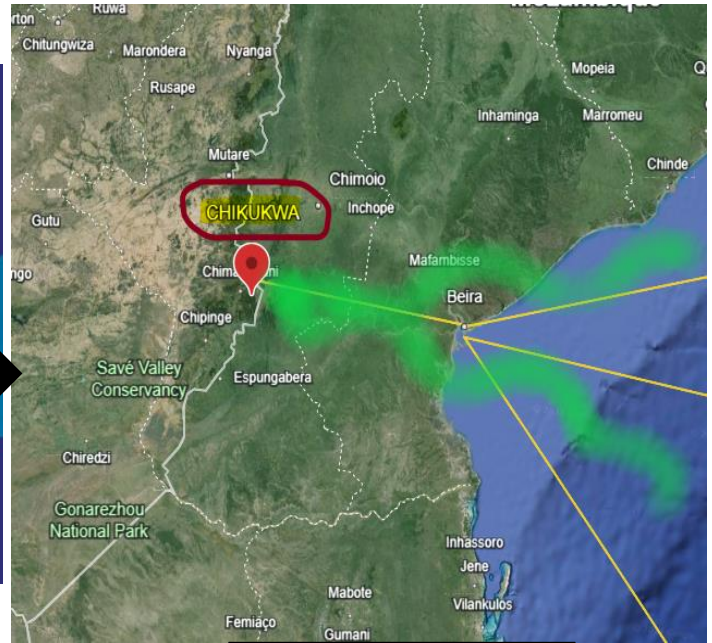 Ruwa
Chitungwiza
Marondera
Nyanga
Rusape
Mopeia
Inhaminga
Marromeu
Mutare
Chinde
Chimoio
Inchope
CHIKUKWA
Gutu
Mafambisse
Beira
Chipinge
Savé Valley
Conservancy
Espungabera
Chiredzi
Gonarezhou
National Park
Inhassoro
Jene
Vilankulos
Mabote
Femiaço
Gumani